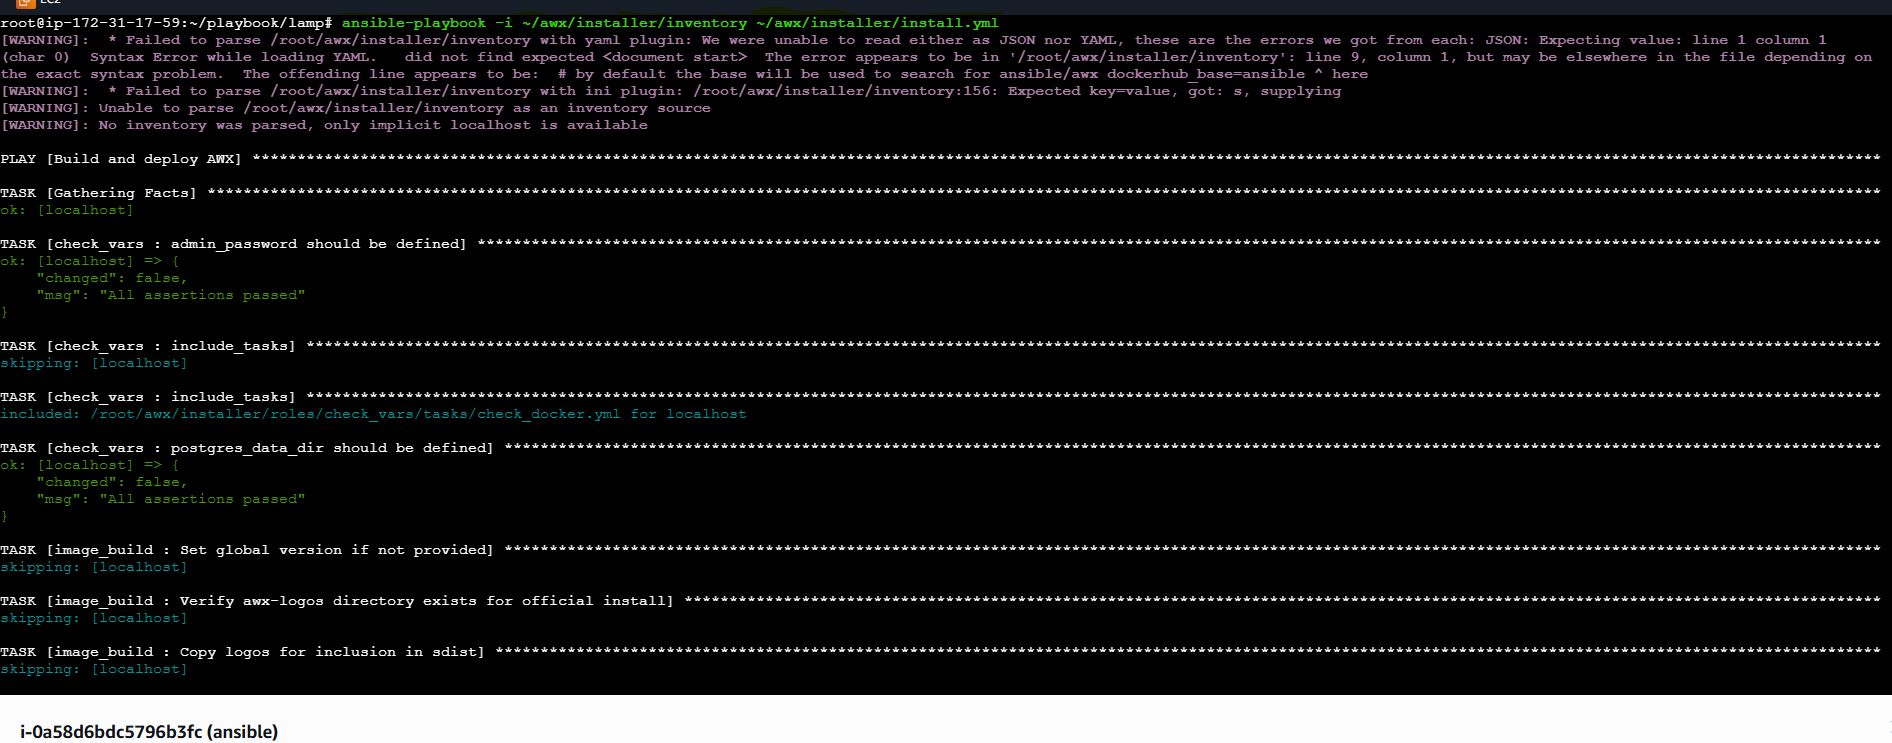 EC2
root@ip-172-31-17-59:~/playbook/lamp# ansible-playbook -i ~/awx/installer/inventory ~/awx/installer/install.yml
[WARNING]:  * Failed to parse /root/awx/installer/inventory with yaml plugin: We were unable to read either as JSON nor YAML, these are the errors we got from each: JSON: Expecting value: line 1 column 1
(char 0)  Syntax Error while loading YAML.   did not find expected <document start>  The error appears to be in '/root/awx/installer/inventory': line 9, column 1, but may be elsewhere in the file depending on
the exact syntax problem.  The offending line appears to be:  # by default the base will be used to search for ansible/awx dockerhub_base=ansible ^ here
[WARNING]:  * Failed to parse /root/awx/installer/inventory with ini plugin: /root/awx/installer/inventory:156: Expected key=value, got: s, supplying
[WARNING]: Unable to parse /root/awx/installer/inventory as an inventory source
[WARNING]: No inventory was parsed, only implicit localhost is available
PLAY [Build and deploy AWX] *********************************************************************************************************************************************************************************
TASK [Gathering Facts] **************************************************************************************************************************************************************************************
ok: [localhost]
TASK [check_vars : admin_password should be defined] ********************************************************************************************************************************************************
ok: [localhost] => {
    "changed": false,
    "msg": "All assertions passed"
}
TASK [check_vars : include_tasks] ***************************************************************************************************************************************************************************
skipping: [localhost]
TASK [check_vars : include_tasks] ***************************************************************************************************************************************************************************
included: /root/awx/installer/roles/check_vars/tasks/check_docker.yml for localhost
TASK [check_vars : postgres_data_dir should be defined] *****************************************************************************************************************************************************
ok: [localhost] => {
    "changed": false,
    "msg": "All assertions passed"
}
TASK [image_build : Set global version if not provided] *****************************************************************************************************************************************************
skipping: [localhost]
TASK [image_build : Verify awx-logos directory exists for official install] *********************************************************************************************************************************
skipping: [localhost]
TASK [image_build : Copy logos for inclusion in sdist] ******************************************************************************************************************************************************
skipping: [localhost]
i-0a58d6bdc5796b3fc (ansible)